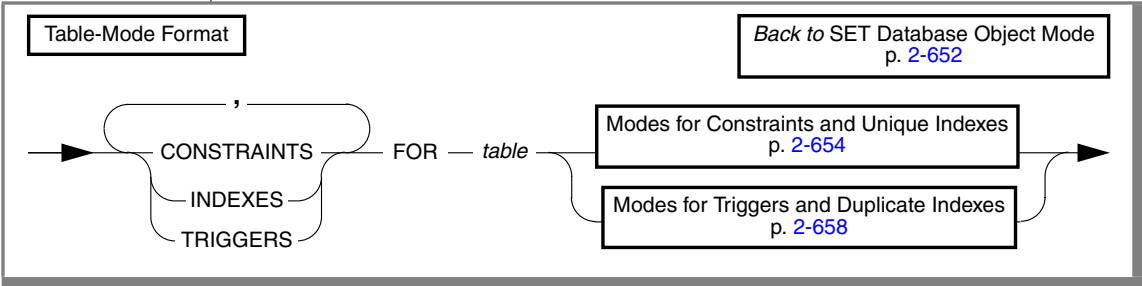 Table-Mode Format
Back to SET Database Object Mode
p. 2-652
,
CONSTRAINTS FOR table
INDEXES
TRIGGERS
Modes for Constraints and Unique Indexes
p. 2-654
Modes for Triggers and Duplicate Indexes
p. 2-658